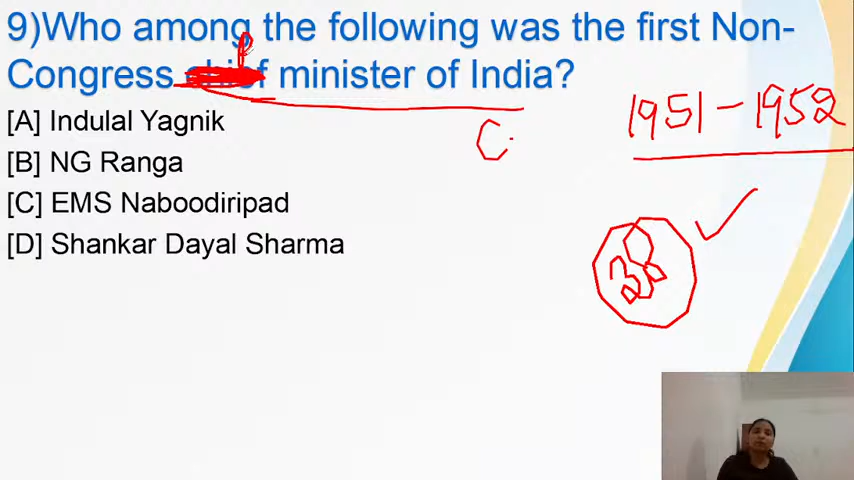 9)Who among the following was the first Non-
Congress chief minister of India?
[A] Indulal Yagnik
[B] NG Ranga
[C] EMS Naboodiripad
[D] Shankar Dayal Sharma
C
1951-1952
38